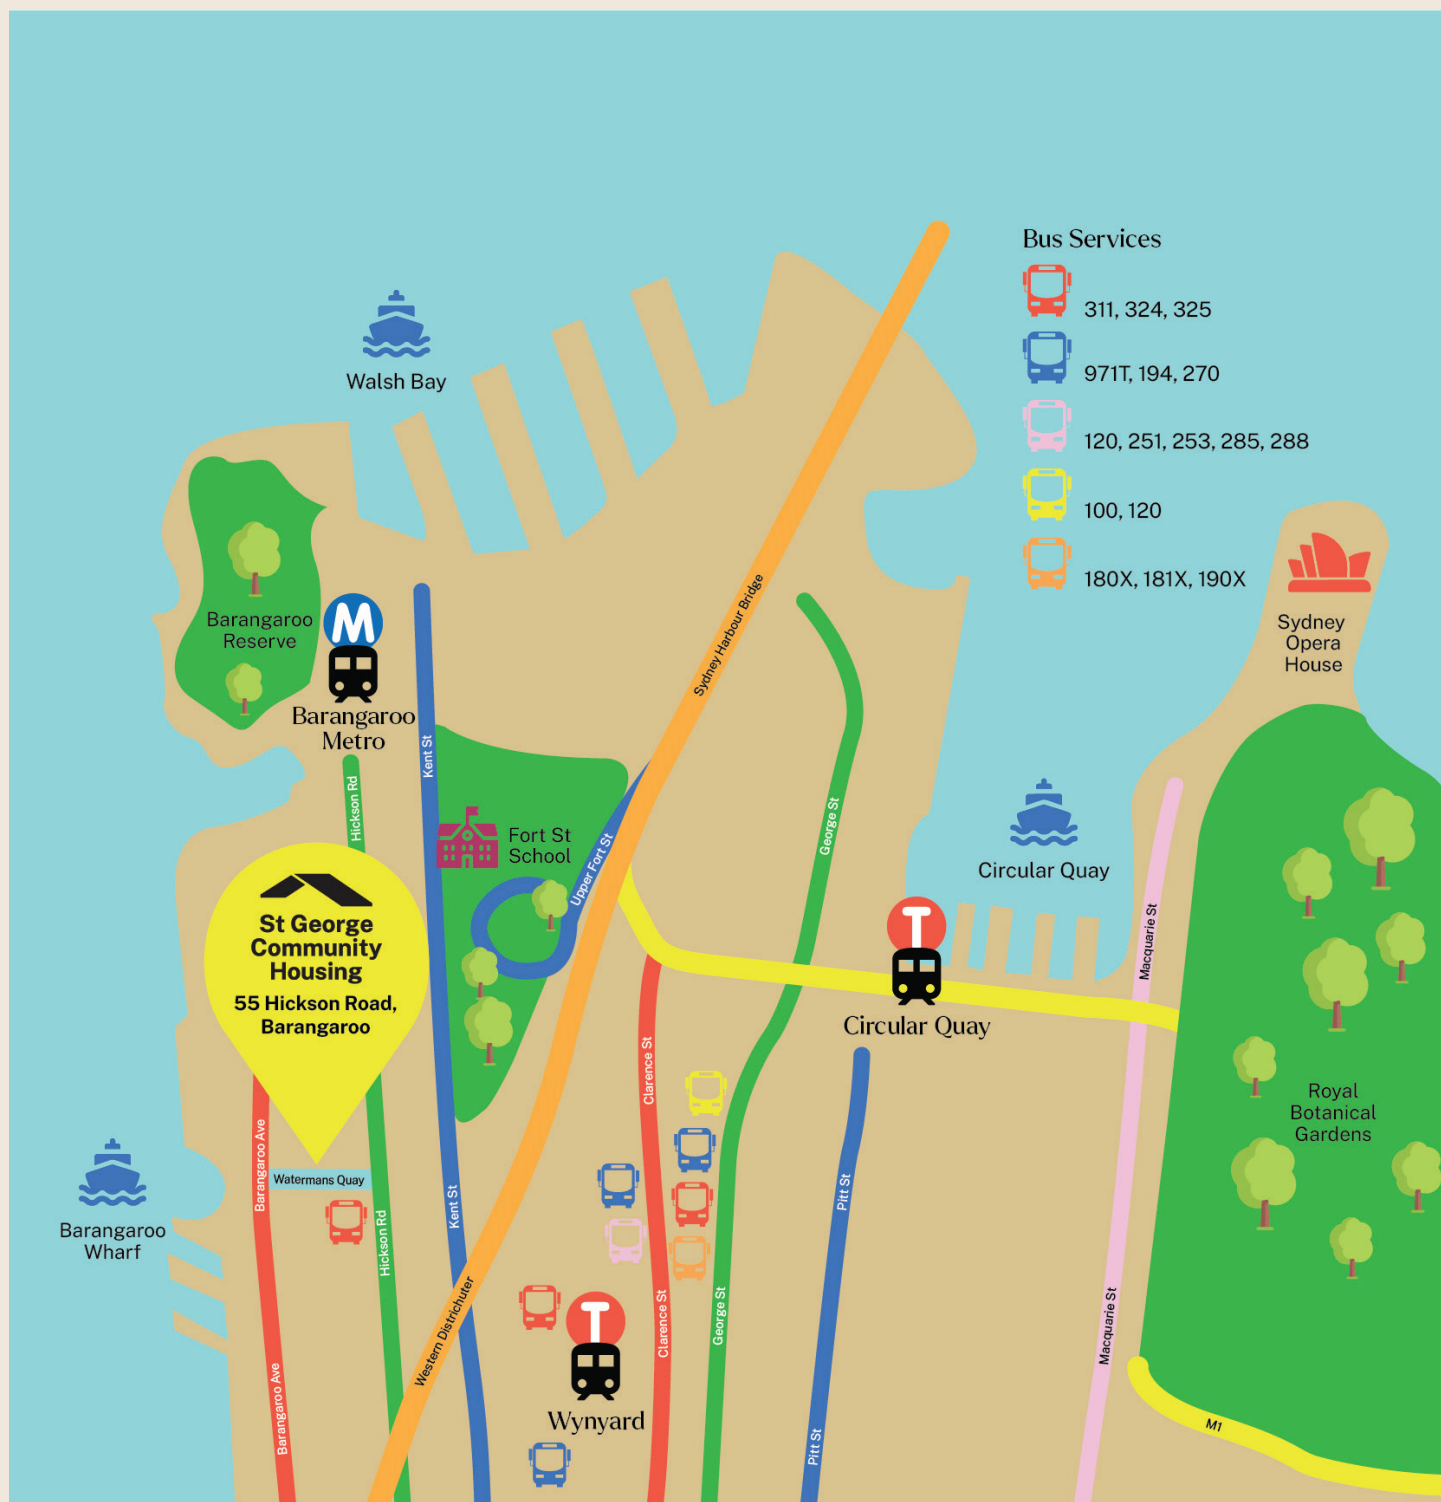 Bus Services
311, 324, 325
971T, 194, 270
120, 251, 253, 285, 288
100, 120
180X, 181X, 190X
Walsh Bay
Barangaroo
Reserve
M
Barangaroo
Metro
Hickson Rd
Kent St
Sydney Harbour Bridge
Sydney
Opera
House
Fort St
School
Upper Fort St
George St
Circular Quay
T
Circular Quay
Macquarie St
St George
Community
Housing
55 Hickson Road,
Barangaroo
Clarence St
Royal
Botanical
Gardens
Barangaroo Ave
Watermans Quay
Kent St
Pitt St
Barangaroo
Wharf
Hickson Rd
Western Districhuter
T
Wynyard
Clarence St
George St
Macquarie St
Barangaroo Ave
Pitt St
M1